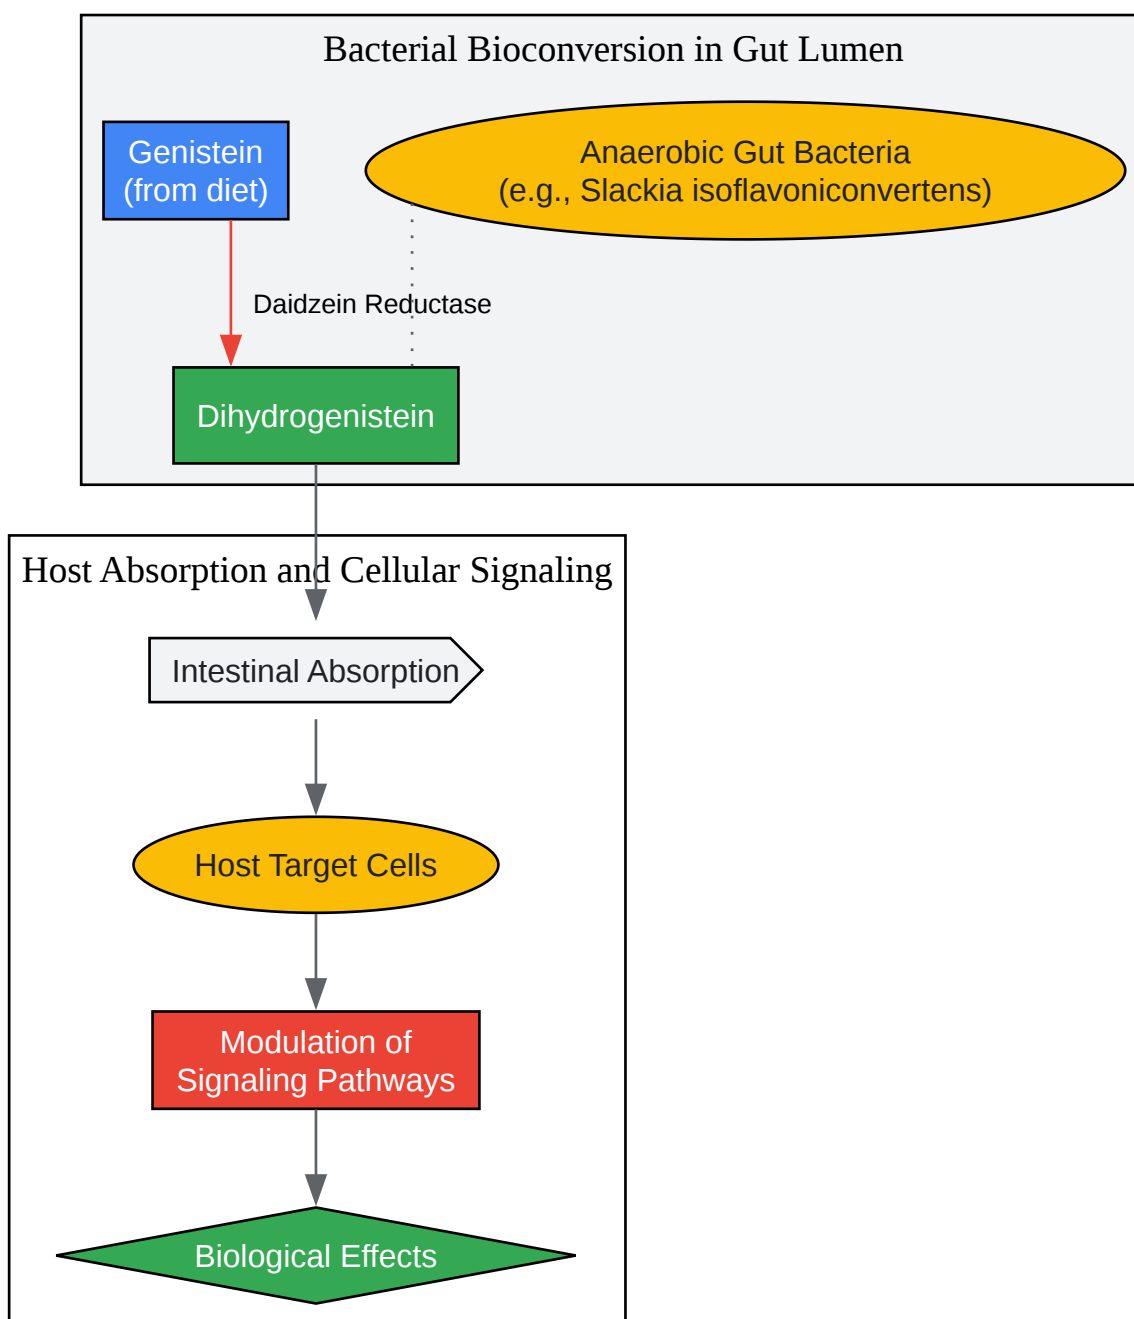 Bacterial Bioconversion in Gut Lumen
Genistein
(from diet)
Anaerobic Gut Bacteria
(e.g., Slackia isoflavoniconvertens)
Daidzein Reductase
Dihydrogenistein
Host Absorption and Cellular Signaling
Intestinal Absorption
Host Target Cells
Modulation of
Signaling Pathways
Biological Effects